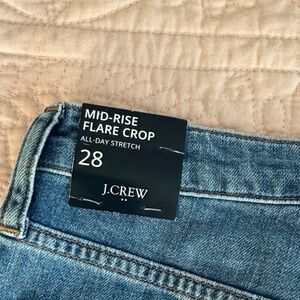 MID-RISE
FLARE CROP
ALL-DAY STRETCH
28
J.CREW